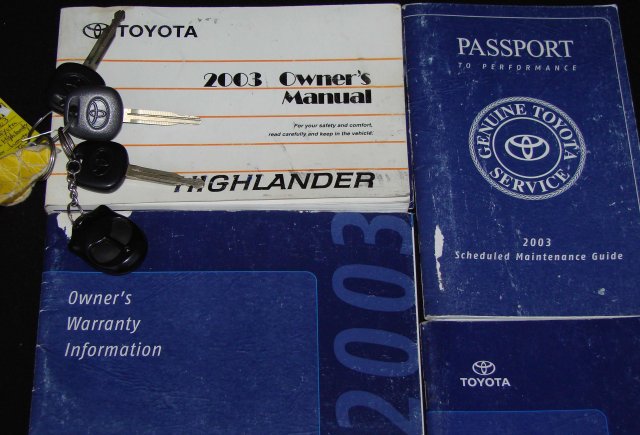 TOYOTA
2003 Owner's
Manual
For your safety and comfort,
read carefully and keep in the vehicle.
HIGHLANDER
PASSPORT
TO PERFORMANCE
GENUINE TOYOTA
SERVICE
2003
Scheduled Maintenance Guide
Owner's
Warranty
Information
2003
TOYOTA